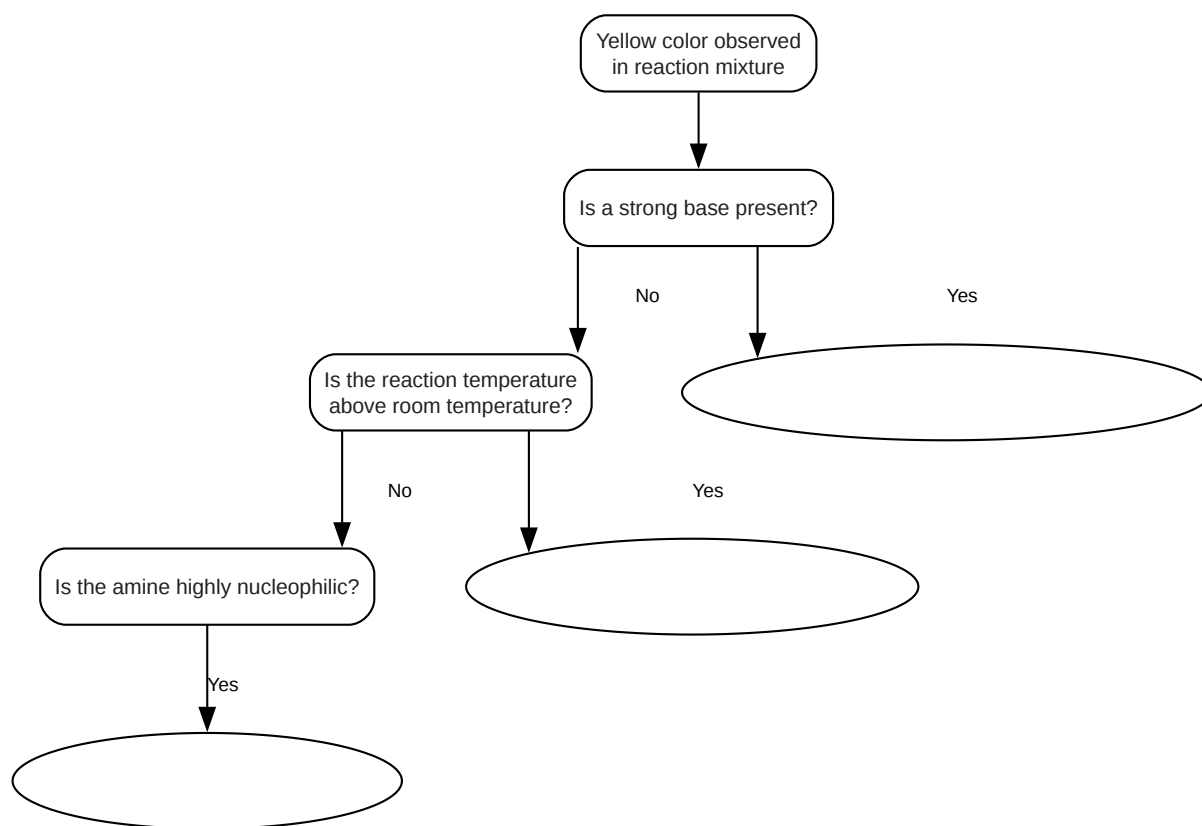 Yellow color observed
in reaction mixture
Is a strong base present?
No
Yes
Is the reaction temperature
above room temperature?
No
Yes
Is the amine highly nucleophilic?
Yes